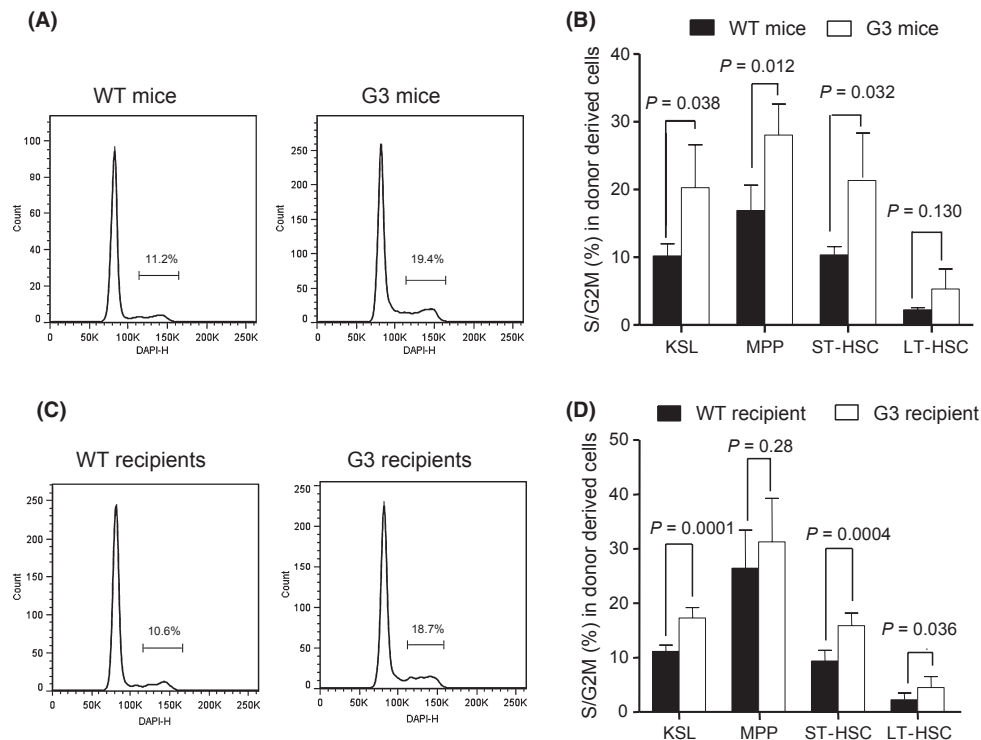 (A)
WT mice
G3 mice
100
80
60
40
20
0
Count
11.2%
0 50K 100K 150K 200K 250K
DAPI-H
250
200
150
100
50
0
Count
19.4%
0 50K 100K 150K 200K 250K
DAPI-H
(B)
WT mice G3 mice
S/G2M (%) in donor derived cells
40
30
20
10
0
P = 0.038
P = 0.012
P = 0.032
P = 0.130
KSL MPP ST-HSC LT-HSC
(C)
WT recipients
G3 recipients
250
200
150
100
50
0
Count
10.6%
0 50K 100K 150K 200K 250K
DAPI-H
250
200
150
100
50
0
Count
18.7%
0 50K 100K 150K 200K 250K
DAPI-H
(D)
WT recipient G3 recipient
S/G2M (%) in donor derived cells
50
40
30
20
10
0
P = 0.0001
P = 0.28
P = 0.0004
P = 0.036
KSL MPP ST-HSC LT-HSC